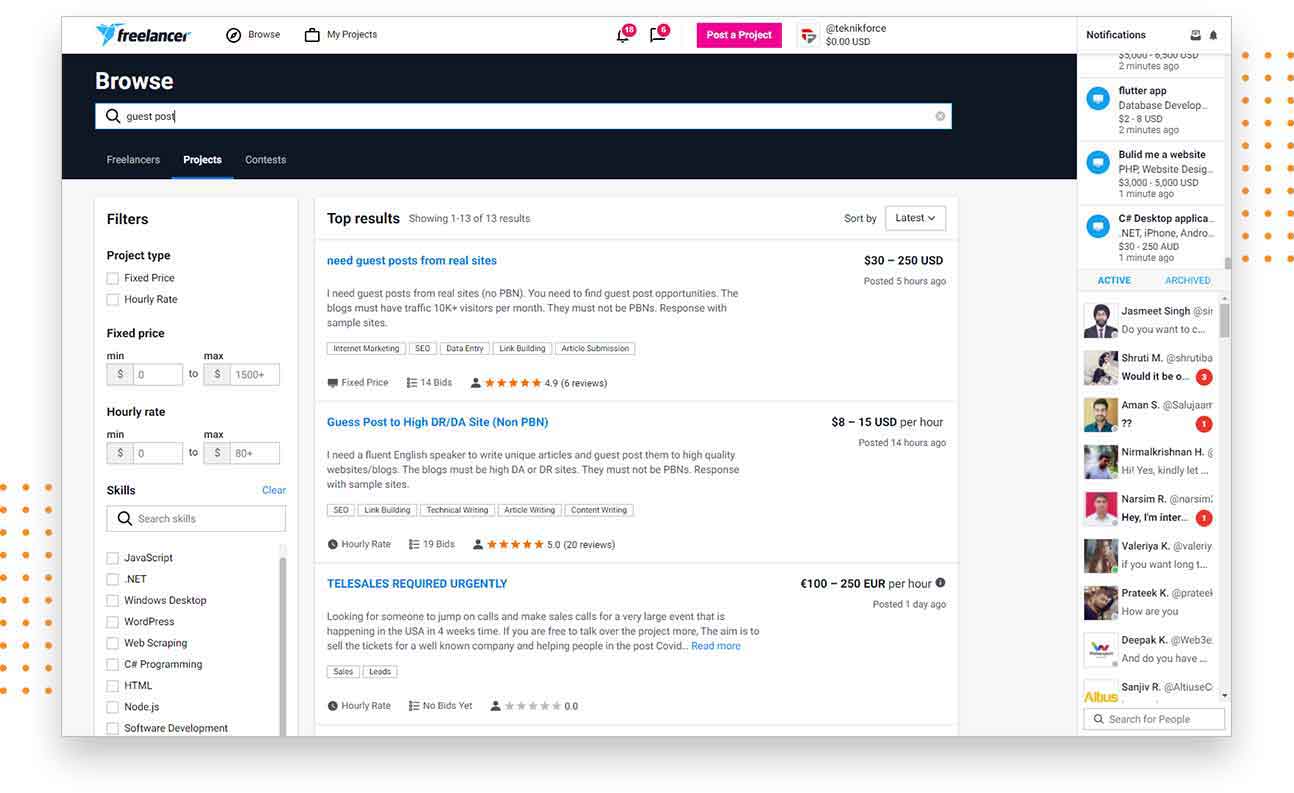 freelancer
Browse
My Projects
18
6
Post a Project
@teknikforce
$0.00 USD
Browse
guest post
Freelancers
Projects
Contests
Filters
Project type
Fixed Price
Hourly Rate
Fixed price
min
max
$ 0 to $ 1500+
Hourly rate
min
max
$ 0 to $ 80+
Skills
Clear
Search skills
JavaScript
.NET
Windows Desktop
WordPress
Web Scraping
C# Programming
HTML
Node.js
Software Development
Top results Showing 1-13 of 13 results
Sort by Latest
need guest posts from real sites
$30 – 250 USD
Posted 5 hours ago
I need guest posts from real sites (no PBN). You need to find guest post opportunities. The
blogs must have traffic 10K+ visitors per month. They must not be PBNs. Response with
sample sites.
Internet Marketing SEO Data Entry Link Building Article Submission
Fixed Price 14 Bids 4.9 (6 reviews)
Guess Post to High DR/DA Site (Non PBN)
$8 – 15 USD per hour
Posted 14 hours ago
I need a fluent English speaker to write unique articles and guest post them to high quality
websites/blogs. The blogs must be high DA or DR sites. They must not be PBNs. Response
with sample sites.
SEO Link Building Technical Writing Article Writing Content Writing
Hourly Rate 19 Bids 5.0 (20 reviews)
TELESALES REQUIRED URGENTLY
€100 – 250 EUR per hour
Posted 1 day ago
Looking for someone to jump on calls and make sales calls for a very large event that is
happening in the USA in 4 weeks time. If you are free to talk over the project more, The aim is to
sell the tickets for a well known company and helping people in the post Covid... Read more
Sales Leads
Hourly Rate No Bids Yet 0.0
Notifications
$5,000 - 6,500 USD
2 minutes ago
flutter app
Database Develop...
$2 - 8 USD
2 minutes ago
Bulid me a website
PHP, Website Desig...
$3,000 - 5,000 USD
1 minute ago
C# Desktop applica...
.NET, iPhone, Andro...
$30 - 250 AUD
1 minute ago
ACTIVE
ARCHIVED
Jasmeet Singh @sir
Do you want to c...
Shruti M. @shrutiba
Would it be o... 3
Aman S. @Salujaam
?? 1
Nirmalkrishnan H. @
Hi! Yes, kindly let ...
Narsim R. @narsim
Hey, I'm inter... 1
Valeriya K. @valeriy
if you want long t...
Prateek K. @prateek
How are you
Deepak K. @Web3e
And do you have ...
Sanjiv R. @AltiuseC
Altius
Search for People